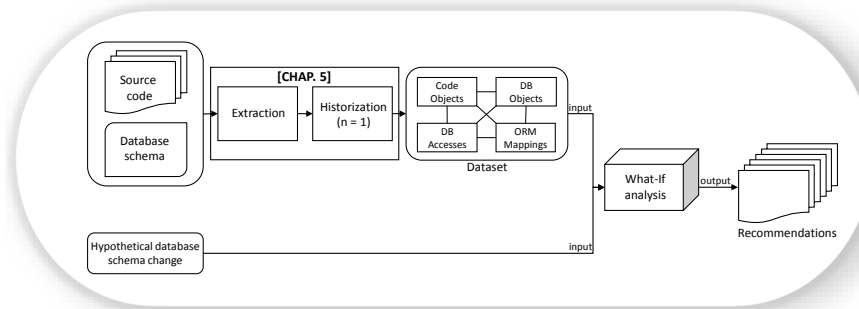 Source
code
Database
schema
[CHAP. 5]
Extraction
Historization
(n = 1)
Code
Objects
DB
Objects
DB
Accesses
ORM
Mappings
Dataset
input
What-If
analysis
output
Recommendations
Hypothetical database
schema change
input